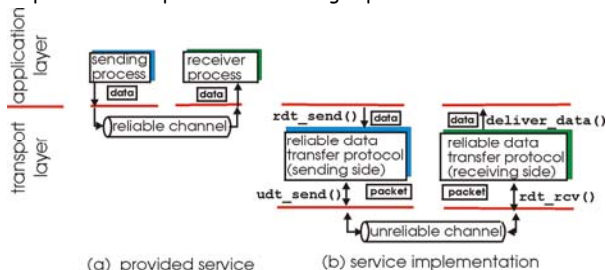 application
layer
transport
layer
sending
process
receiver
process
data
data
reliable channel
(a) provided service
rdt_send()
data
data
deliver_data()
reliable data
transfer protocol
(sending side)
reliable data
transfer protocol
(receiving side)
udt_send()
packet
packet
rdt_rcv()
unreliable channel
(b) service implementation